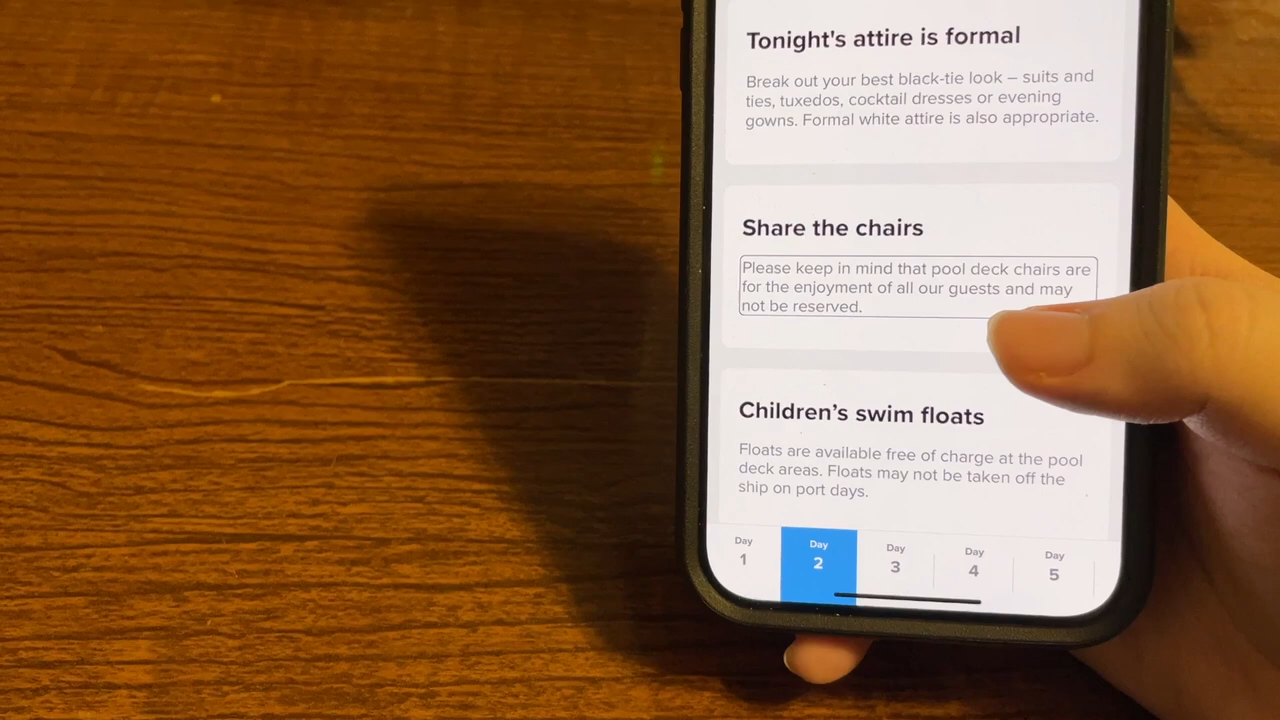 Tonight's attire is formal
Break out your best black-tie look – suits and
ties, tuxedos, cocktail dresses or evening
gowns. Formal white attire is also appropriate.
Share the chairs
Please keep in mind that pool deck chairs are
for the enjoyment of all our guests and may
not be reserved.
Children’s swim floats
Floats are available free of charge at the pool
deck areas. Floats may not be taken off the
ship on port days.
Day 1
Day 2
Day 3
Day 4
Day 5